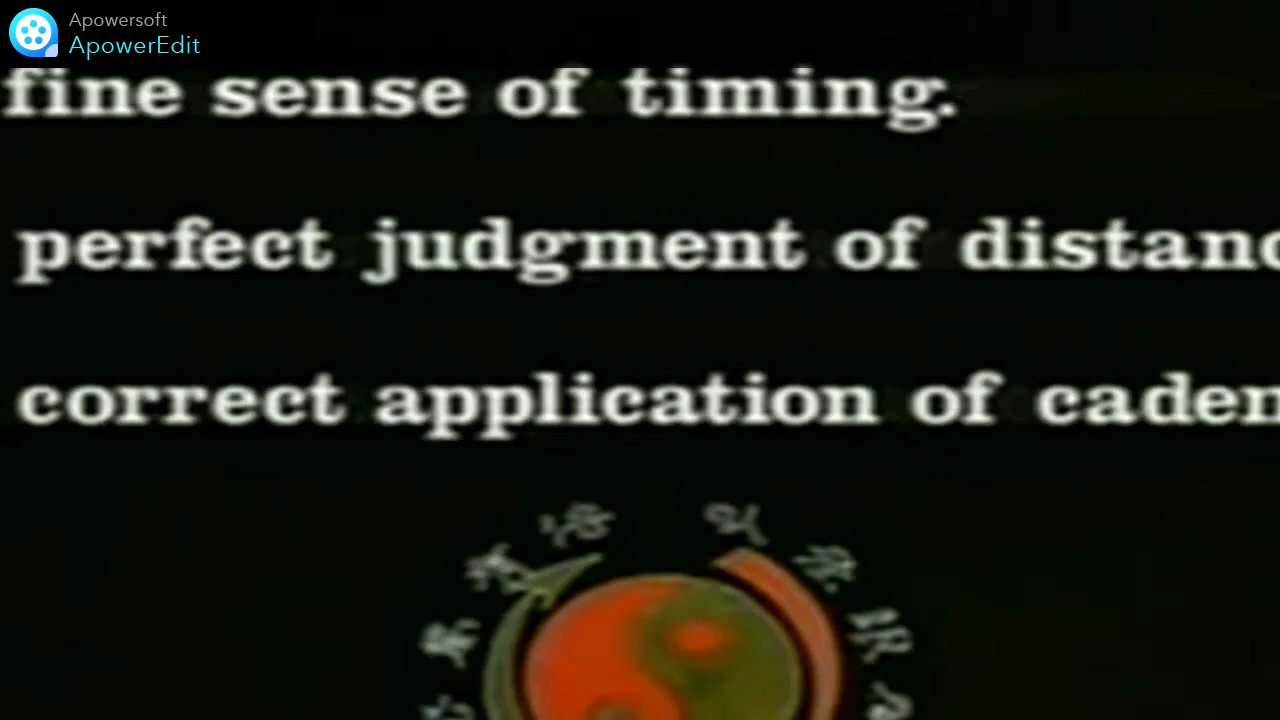 Apowersoft
ApowerEdit
fine sense of timing.
perfect judgment of distanc
correct application of caden